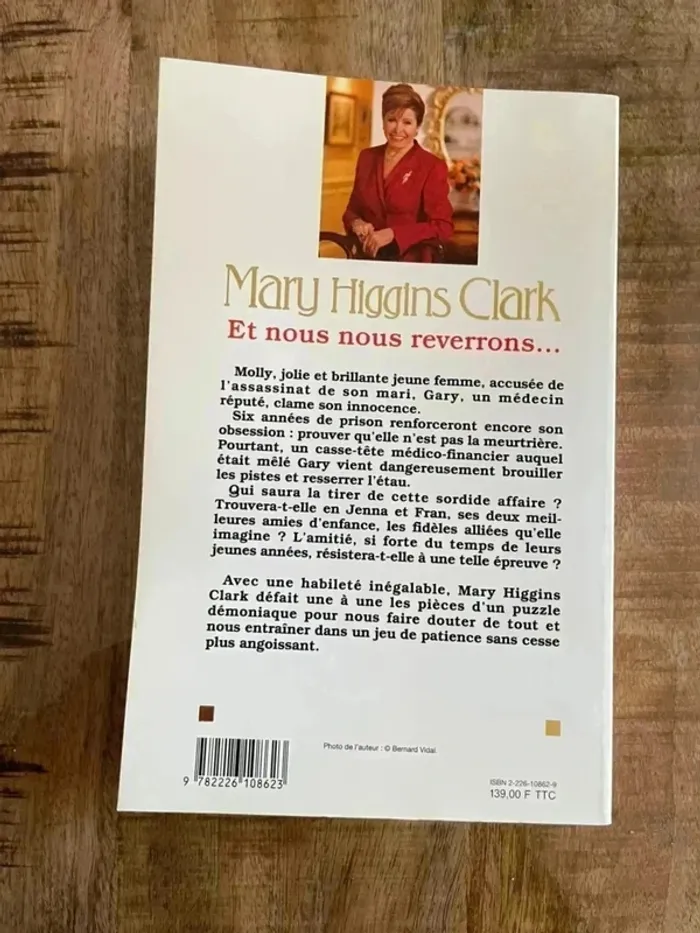 Mary Higgins Clark
Et nous nous reverrons...
Molly, jolie et brillante jeune femme, accusée de
l'assassinat de son mari, Gary, un médecin
réputé, clame son innocence.
Six années de prison renforceront encore son
obsession : prouver qu'elle n'est pas la meurtrière.
Pourtant, un casse-tête médico-financier auquel
était mêlé Gary vient dangereusement brouiller
les pistes et resserrer l'étau.
Qui saura la tirer de cette sordide affaire ?
Trouvera-t-elle en Jenna et Fran, ses deux meil-
leures amies d'enfance, les fidèles alliées qu'elle
imagine ? L'amitié, si forte du temps de leurs
jeunes années, résistera-t-elle à une telle épreuve ?
Avec une habileté inégalable, Mary Higgins
Clark défait une à une les pièces d'un puzzle
démoniaque pour nous faire douter de tout et
nous entraîner dans un jeu de patience sans cesse
plus angoissant.
Photo de l'auteur : © Bernard Vidal.
9 782226 108623
ISBN 2-226-10862-9
139,00 F TTC